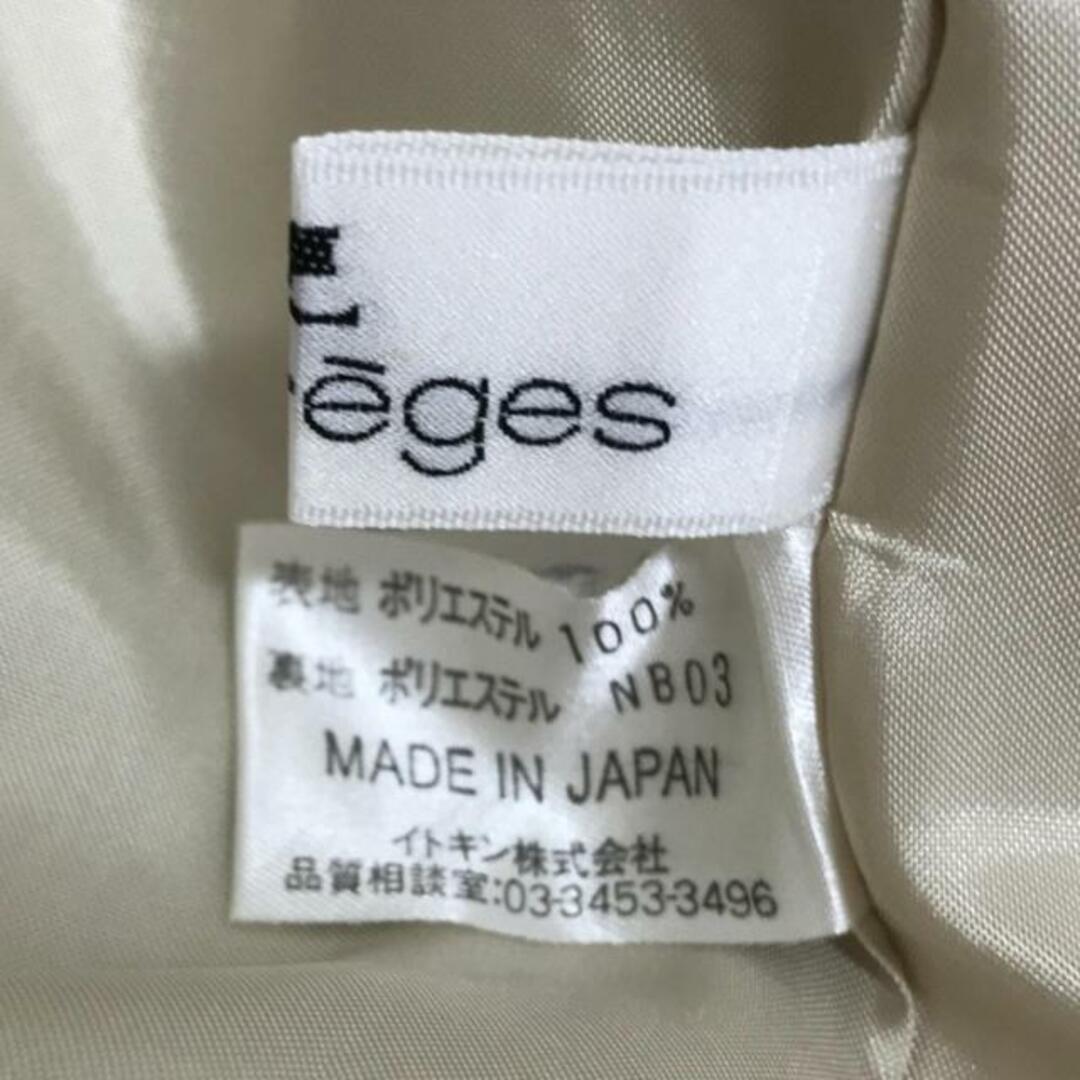 ēges
表地 ポリエステル 100%
裏地 ポリエステル NB03
MADE IN JAPAN
イトキン株式会社
品質相談室:03-3453-3496